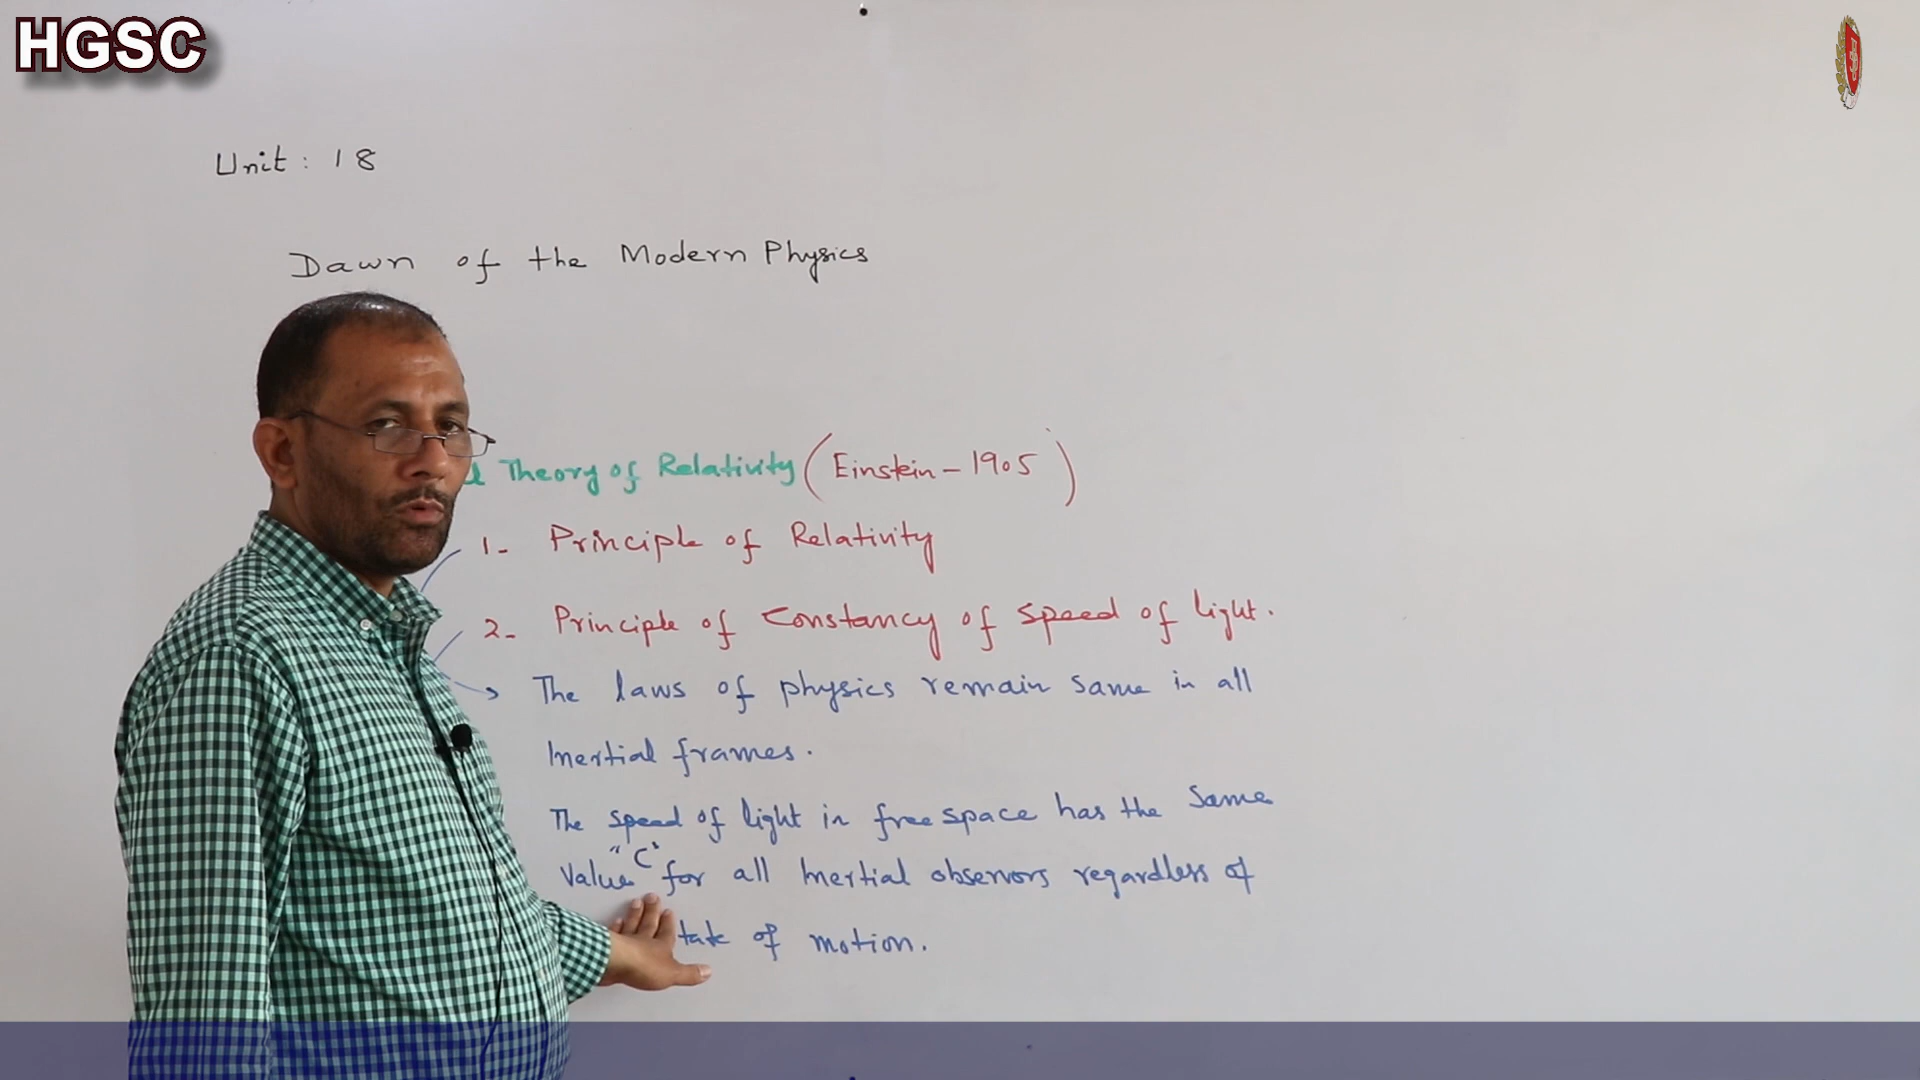 HGSC
Unit : 18
Dawn of the Modern Physics
Theory of Relativity (Einstein - 1905)
1- Principle of Relativity
2- Principle of Constancy of Speed of light.
→ The laws of physics remain same in all
Inertial frames.
The speed of light in free space has the same
Value "C" for all Inertial observors regardless of
of motion.